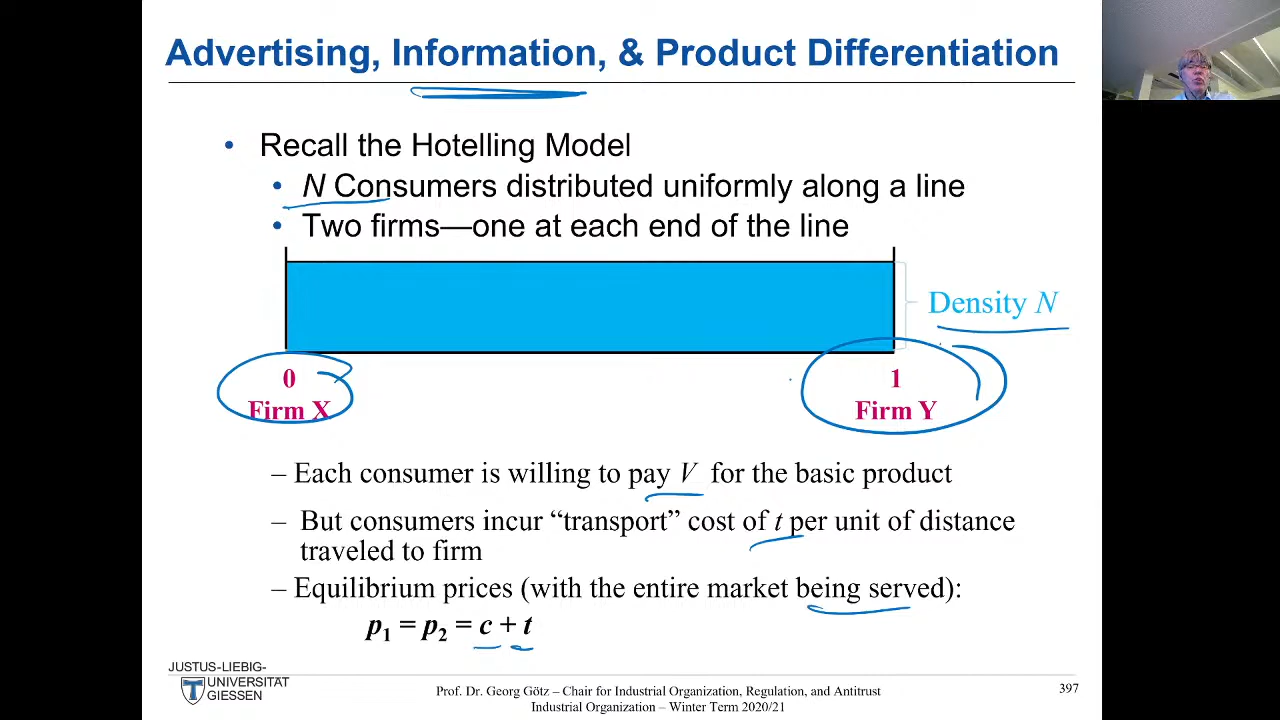 Advertising, Information, & Product Differentiation
• Recall the Hotelling Model
• N Consumers distributed uniformly along a line
• Two firms—one at each end of the line
Density N
0
Firm X
1
Firm Y
– Each consumer is willing to pay V for the basic product
– But consumers incur “transport” cost of t per unit of distance
traveled to firm
– Equilibrium prices (with the entire market being served):
p₁ = p₂ = c + t
JUSTUS-LIEBIG-
UNIVERSITÄT
GIESSEN
Prof. Dr. Georg Götz – Chair for Industrial Organization, Regulation, and Antitrust
Industrial Organization – Winter Term 2020/21
397